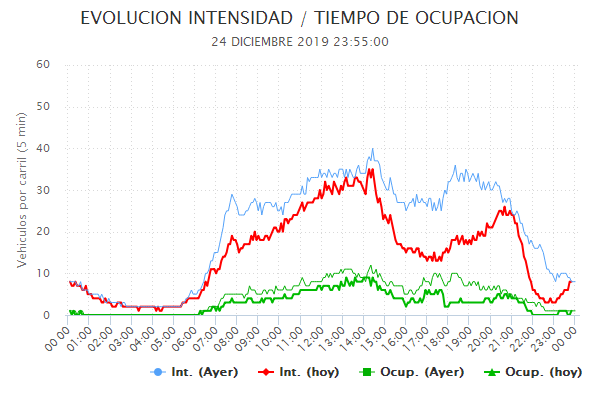 EVOLUCION INTENSIDAD / TIEMPO DE OCUPACION
24 DICIEMBRE 2019 23:55:00
Vehiculos por carril (5 min)
60
50
40
30
20
10
0
00:00 01:00 02:00 03:00 04:00 05:00 06:00 07:00 08:00 09:00 10:00 11:00 12:00 13:00 14:00 15:00 16:00 17:00 18:00 19:00 20:00 21:00 22:00 23:00 00:00
Int. (Ayer) Int. (hoy) Ocup. (Ayer) Ocup. (hoy)